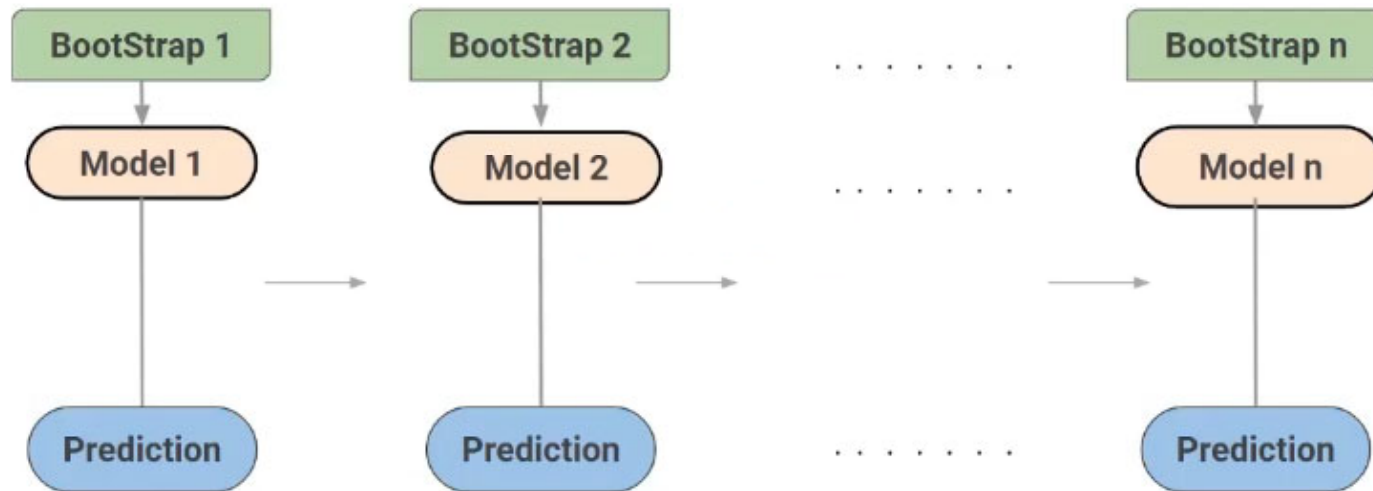 BootStrap 1
BootStrap 2
. . . . . . .
BootStrap n
Model 1
Model 2
. . . . . . .
Model n
Prediction
Prediction
. . . . . . .
Prediction